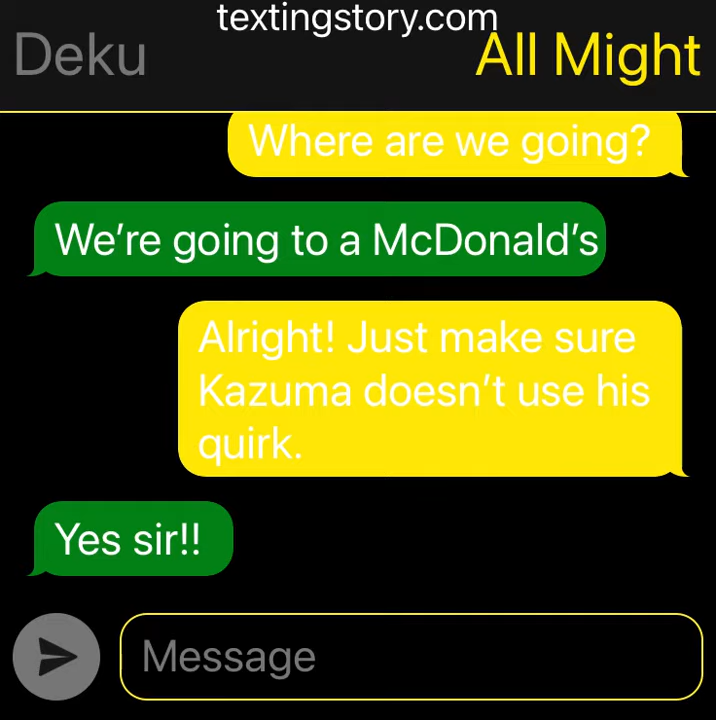 textingstory.com
Deku
All Might
Where are we going?
We’re going to a McDonald’s
Alright! Just make sure
Kazuma doesn’t use his
quirk.
Yes sir!!
Message